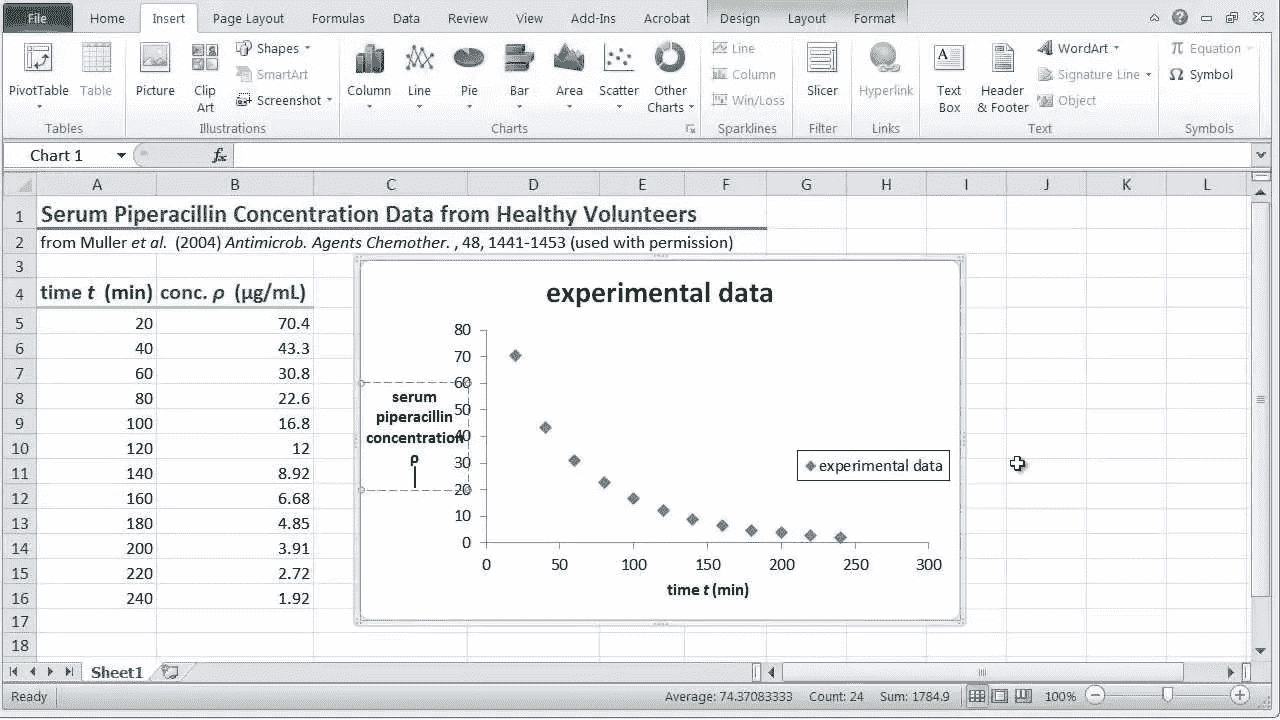 File Home Insert Page Layout Formulas Data Review View Add-Ins Acrobat Design Layout Format
PivotTable Table Picture Clip Art Shapes SmartArt Screenshot Column Line Pie Bar Area Scatter Other Charts Line Column Win/Loss Slicer Hyperlink Text Box Header & Footer WordArt Signature Line Object Equation Symbol
Tables Illustrations Charts Sparklines Filter Links Text Symbols
Chart 1 fx
A B C D E F G H I J K L
1 Serum Piperacillin Concentration Data from Healthy Volunteers
2 from Muller et al. (2004) Antimicrob. Agents Chemother. , 48, 1441-1453 (used with permission)
3
4 time t (min) conc. ρ (µg/mL)
5 20 70.4
6 40 43.3
7 60 30.8
8 80 22.6
9 100 16.8
10 120 12
11 140 8.92
12 160 6.68
13 180 4.85
14 200 3.91
15 220 2.72
16 240 1.92
17
18
experimental data
80
70
60
50
40
30
20
10
0
serum
piperacillin
concentration
ρ
experimental data
0 50 100 150 200 250 300
time t (min)
Sheet1
Ready Average: 74.37083333 Count: 24 Sum: 1784.9 100%